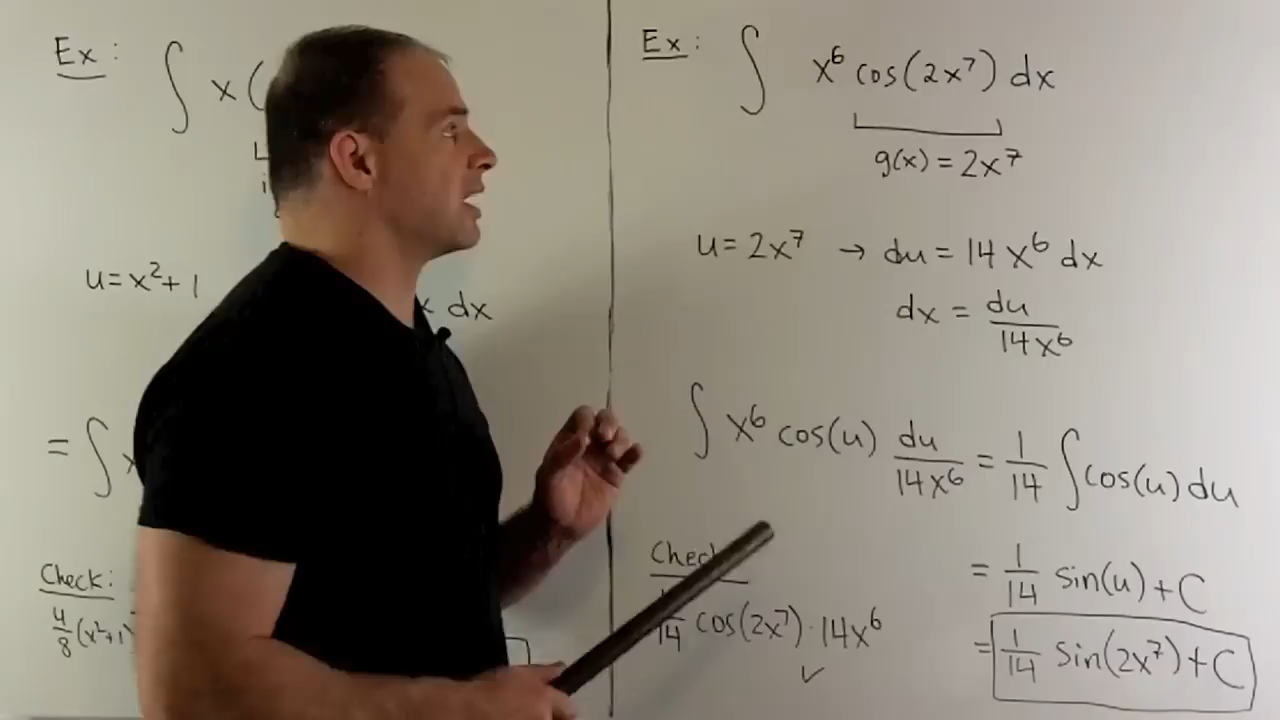 Ex: ∫ x(
u = x² + 1
x dx
= ∫ x
Check:
4/8 (x²+1)
Ex: ∫ x⁶ cos(2x⁷) dx
g(x) = 2x⁷
u = 2x⁷ → du = 14x⁶ dx
dx = du/14x⁶
∫ x⁶ cos(u) du/14x⁶ = 1/14 ∫ cos(u) du
= 1/14 sin(u) + C
= 1/14 sin(2x⁷) + C
Check
14 cos(2x⁷) · 14x⁶
✓